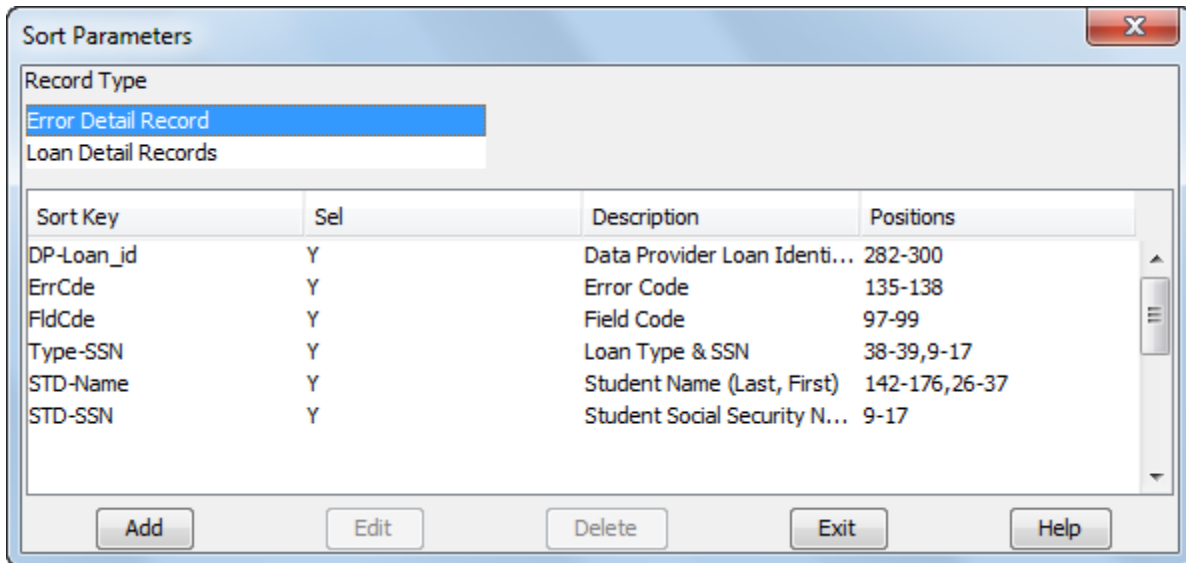 Sort Parameters
Record Type
Error Detail Record
Loan Detail Records
Sort Key Sel Description Positions
DP-Loan_id Y Data Provider Loan Identi... 282-300
ErrCde Y Error Code 135-138
FldCde Y Field Code 97-99
Type-SSN Y Loan Type & SSN 38-39,9-17
STD-Name Y Student Name (Last, First) 142-176,26-37
STD-SSN Y Student Social Security N... 9-17
Add Edit Delete Exit Help